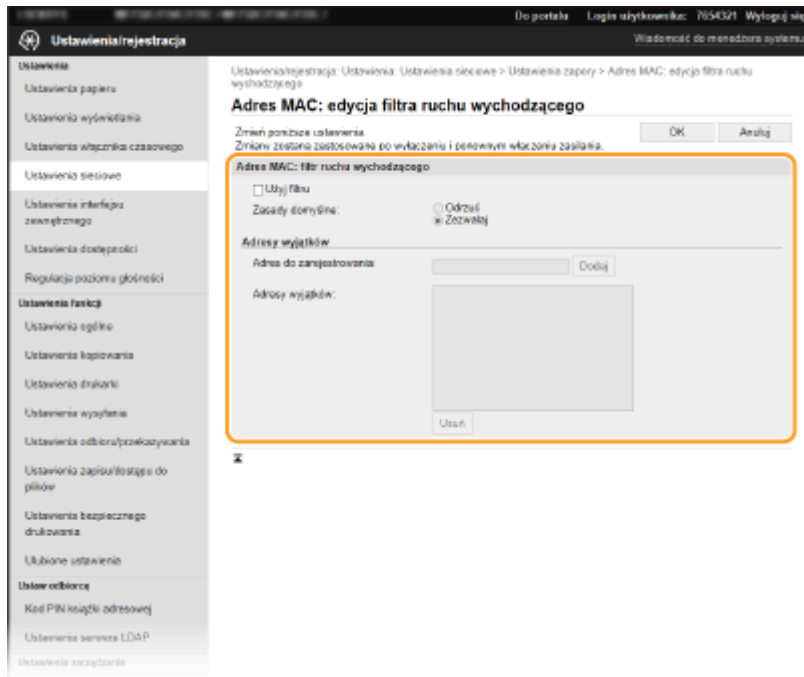 Do portalu Login użytkownika: 7654321 Wyloguj się
Ustawienia/rejestracja
Wiadomość do menedżera systemu
Ustawienia
Ustawienia papieru
Ustawienia wyświetlania
Ustawienia włącznika czasowego
Ustawienia sieciowe
Ustawienia interfejsu
zewnętrznego
Ustawienia dostępności
Regulacja poziomu głośności
Ustawienia funkcji
Ustawienia ogólne
Ustawienia kopiowania
Ustawienia drukarki
Ustawienia wysyłania
Ustawienia odbioru/przekazywania
Ustawienia zapisu/dostępu do
plików
Ustawienia bezpiecznego
drukowania
Ulubione ustawienia
Ustaw odbiorcę
Kod PIN książki adresowej
Ustawienia serwera LDAP
Ustawienia zarządzania
Ustawienia/rejestracja: Ustawienia: Ustawienia sieciowe > Ustawienia zapory > Adres MAC: edycja filtra ruchu
wychodzącego
Adres MAC: edycja filtra ruchu wychodzącego
Zmień poniższe ustawienia.
Zmiany zostaną zastosowane po wyłączeniu i ponownym włączeniu zasilania.
OK Anuluj
Adres MAC: filtr ruchu wychodzącego
Użyj filtru
Zasady domyślne:
Odrzuć
Zezwalaj
Adresy wyjątków
Adres do zarejestrowania:
Dodaj
Adresy wyjątków:
Usuń